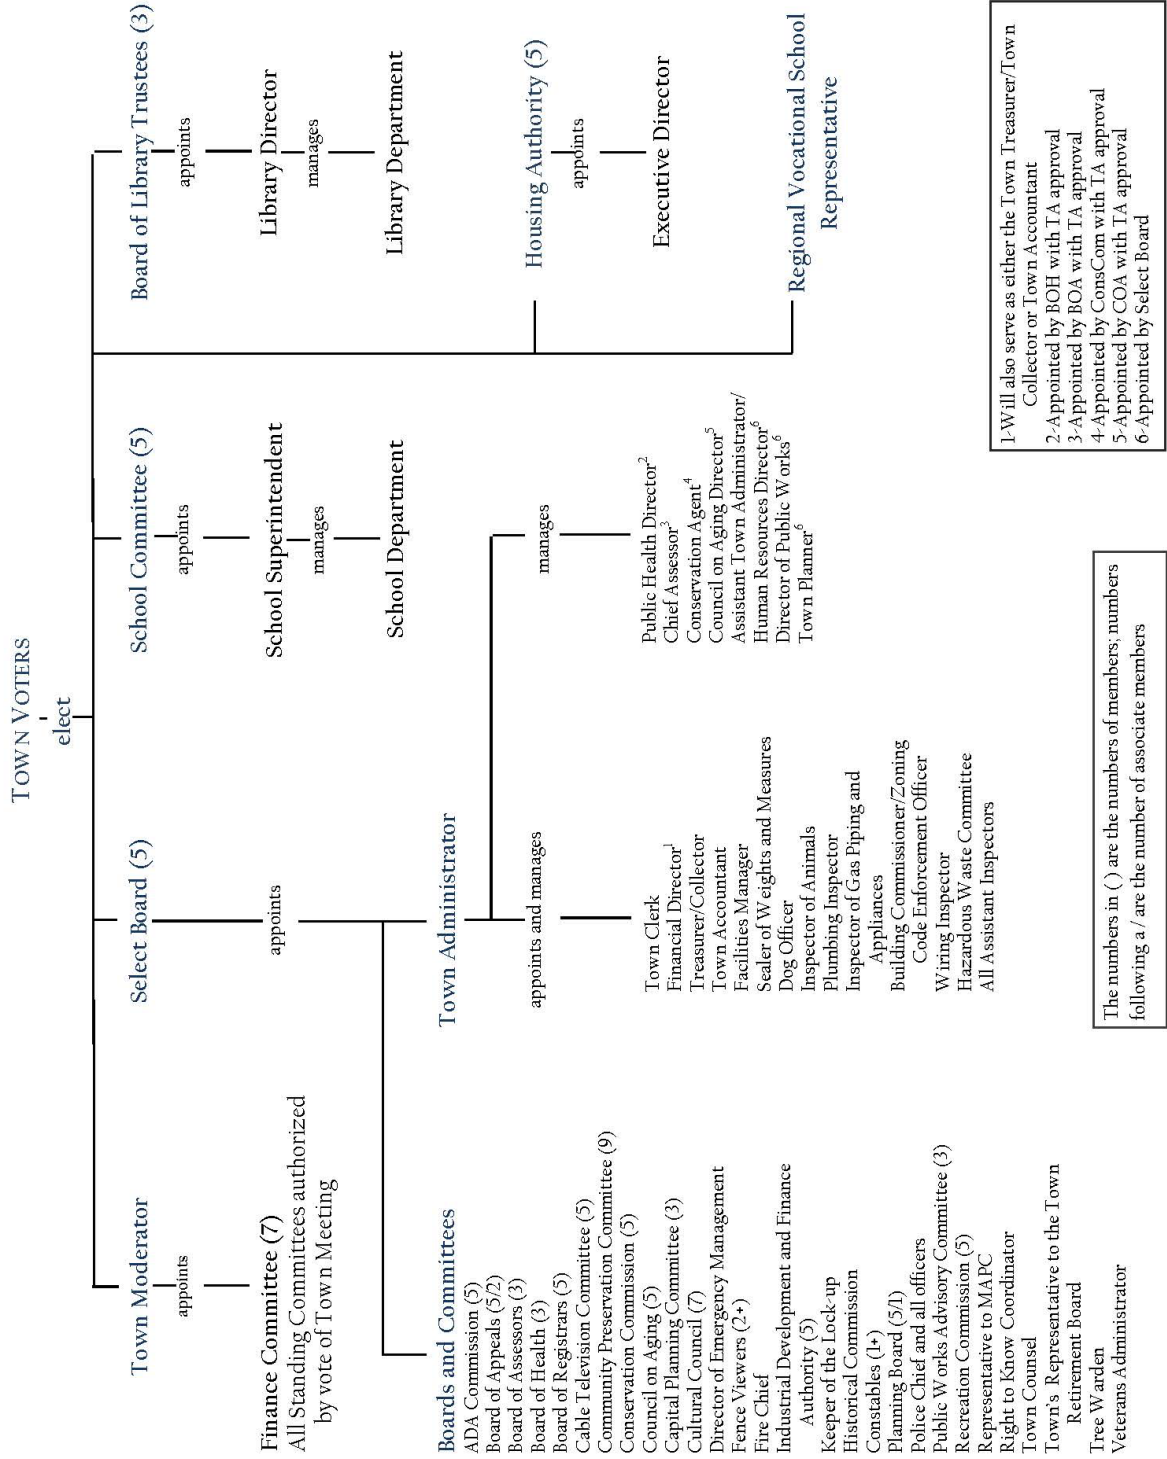 TOWN VOTERS
elect
Town Moderator
appoints
Finance Committee (7)
All Standing Committees authorized
by vote of Town Meeting
Select Board (5)
appoints
Boards and Committees
ADA Commission (5)
Board of Appeals (5/2)
Board of Assessors (3)
Board of Health (3)
Board of Registrars (5)
Cable Television Committee (5)
Community Preservation Committee (9)
Conservation Commission (5)
Council on Aging (5)
Capital Planning Committee (3)
Cultural Council (7)
Director of Emergency Management
Fence Viewers (2+)
Fire Chief
Industrial Development and Finance
Authority (5)
Keeper of the Lock-up
Historical Commission
Constables (1+)
Planning Board (5/1)
Police Chief and all officers
Public Works Advisory Committee (3)
Recreation Commission (5)
Representative to MAPC
Right to Know Coordinator
Town Counsel
Town's Representative to the Town
Retirement Board
Tree Warden
Veterans Administrator
Town Administrator
appoints and manages
Town Clerk
Financial Director¹
Treasurer/Collector
Town Accountant
Facilities Manager
Sealer of Weights and Measures
Dog Officer
Inspector of Animals
Plumbing Inspector
Inspector of Gas Piping and
Appliances
Building Commissioner/Zoning
Code Enforcement Officer
Wiring Inspector
Hazardous Waste Committee
All Assistant Inspectors
manages
Public Health Director²
Chief Assessor³
Conservation Agent⁴
Council on Aging Director⁵
Assistant Town Administrator/
Human Resources Director⁶
Director of Public Works⁶
Town Planner⁶
School Committee (5)
appoints
School Superintendent
manages
School Department
Board of Library Trustees (3)
appoints
Library Director
manages
Library Department
Housing Authority (5)
appoints
Executive Director
Regional Vocational School
Representative
The numbers in ( ) are the numbers of members; numbers
following a / are the number of associate members
1-Will also serve as either the Town Treasurer/Town
Collector or Town Accountant
2-Appointed by BOH with TA approval
3-Appointed by BOA with TA approval
4-Appointed by ConsCom with TA approval
5-Appointed by COA with TA approval
6-Appointed by Select Board